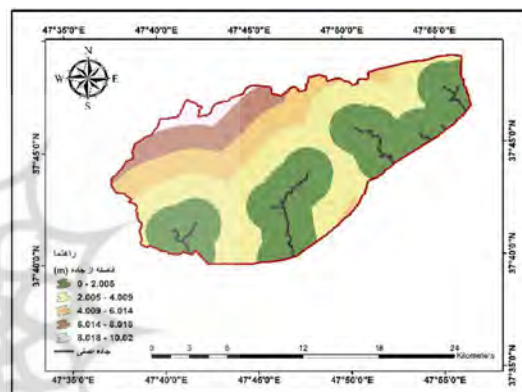 47°35'0"E 47°40'0"E 47°45'0"E 47°50'0"E 47°55'0"E
N
W E
S
37°45'0"N 37°45'0"N
37°40'0"N 37°40'0"N
37°35'0"N
راهنما
فاصله از جاده (m)
0 - 2.005
2.005 - 4.009
4.009 - 6.014
6.014 - 8.018
8.018 - 10.02
جاده اصلی
0 3 6 12 18 24
Kilometers
47°35'0"E 47°40'0"E 47°45'0"E 47°50'0"E 47°55'0"E